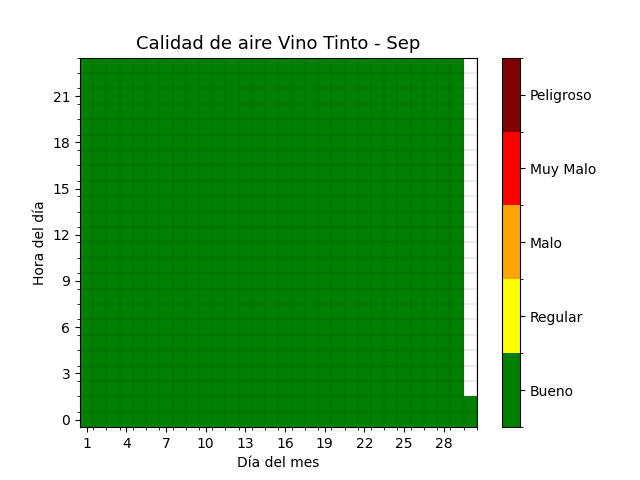 Calidad de aire Vino Tinto - Sep
Hora del día
21
18
15
12
9
6
3
0
1 4 7 10 13 16 19 22 25 28
Día del mes
Peligroso
Muy Malo
Malo
Regular
Bueno